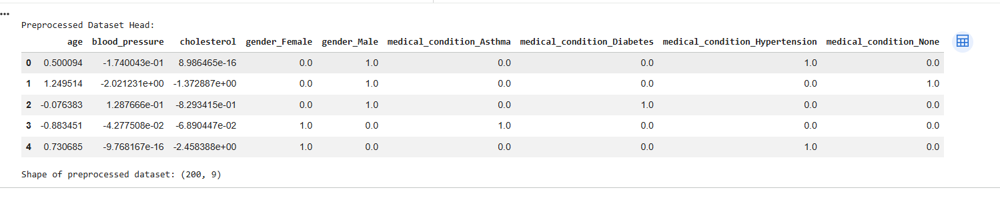 ...
Preprocessed Dataset Head:
age blood_pressure cholesterol gender_Female gender_Male medical_condition_Asthma medical_condition_Diabetes medical_condition_Hypertension medical_condition_None
0 0.500094 -1.740043e-01 8.986465e-16 0.0 1.0 0.0 0.0 1.0 0.0
1 1.249514 -2.021231e+00 -1.372887e+00 0.0 1.0 0.0 0.0 0.0 1.0
2 -0.076383 1.287666e-01 -8.293415e-01 0.0 1.0 0.0 1.0 0.0 0.0
3 -0.883451 -4.277508e-02 -6.890447e-02 1.0 0.0 1.0 0.0 0.0 0.0
4 0.730685 -9.768167e-16 -2.458388e+00 1.0 0.0 0.0 0.0 1.0 0.0
Shape of preprocessed dataset: (200, 9)